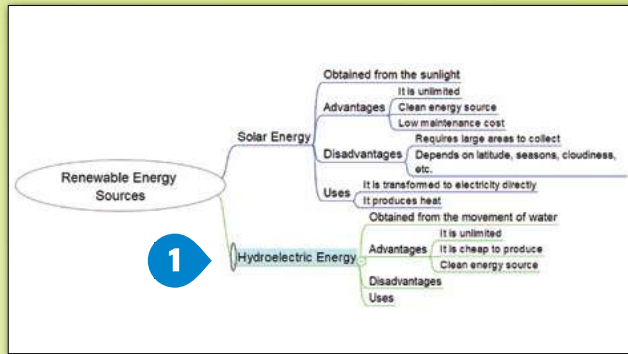 Renewable Energy
Sources
Solar Energy
Obtained from the sunlight
Advantages
It is unlimited
Clean energy source
Low maintenance cost
Disadvantages
Requires large areas to collect
Depends on latitude, seasons, cloudiness,
etc.
Uses
It is transformed to electricity directly
It produces heat
1
Hydroelectric Energy
Obtained from the movement of water
Advantages
It is unlimited
It is cheap to produce
Clean energy source
Disadvantages
Uses